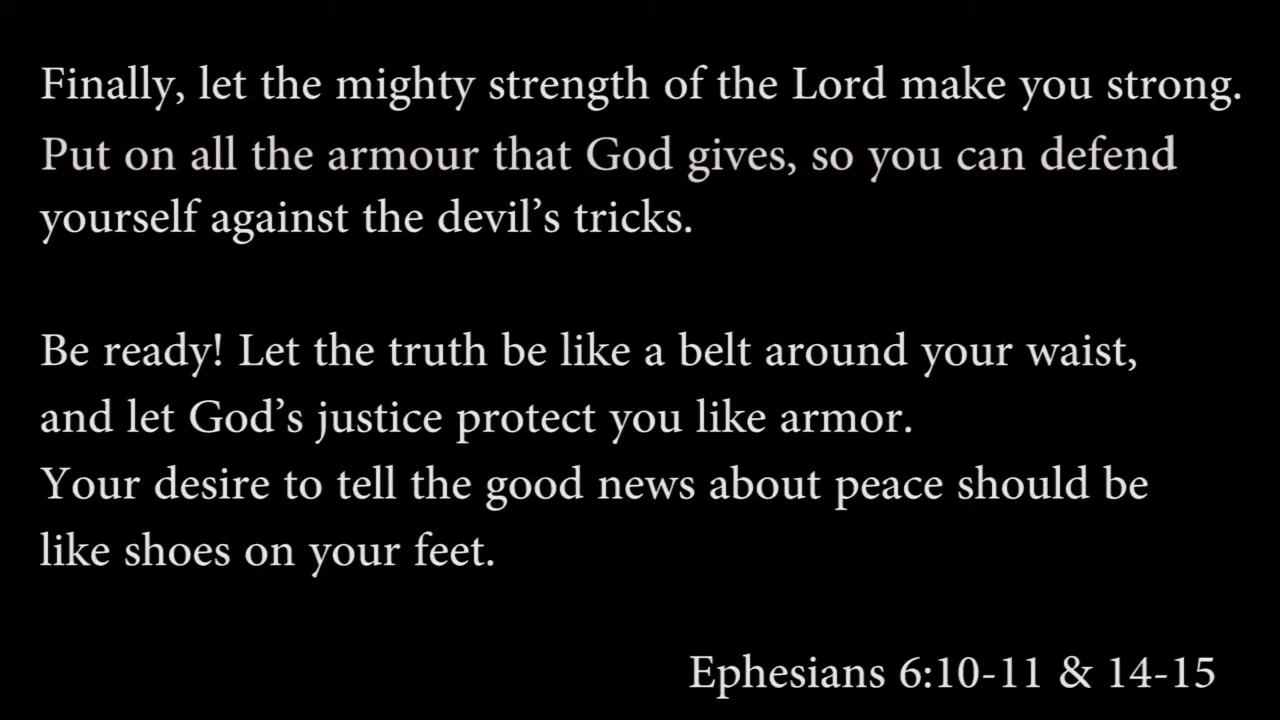 Finally, let the mighty strength of the Lord make you strong.
Put on all the armour that God gives, so you can defend
yourself against the devil’s tricks.
Be ready! Let the truth be like a belt around your waist,
and let God’s justice protect you like armor.
Your desire to tell the good news about peace should be
like shoes on your feet.
Ephesians 6:10-11 & 14-15